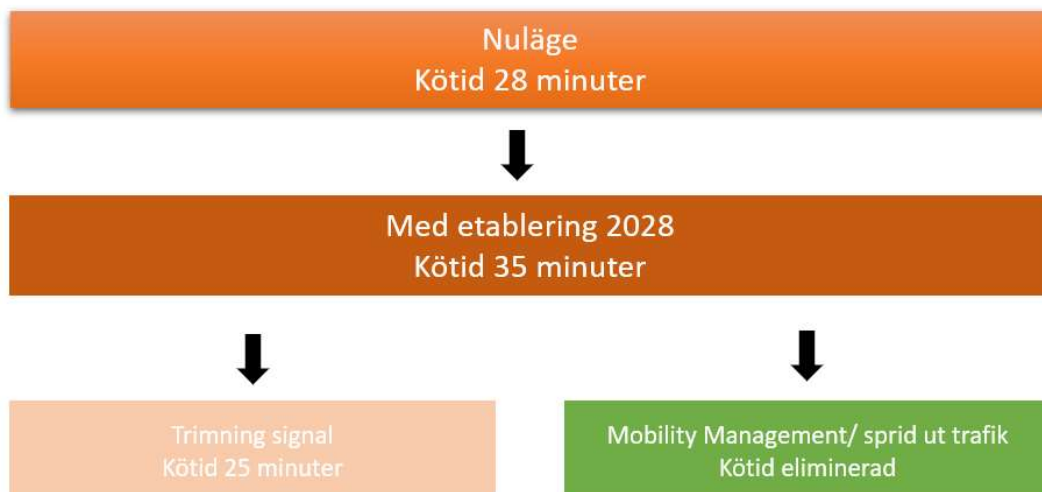 Nuläge
Kötid 28 minuter
Med etablering 2028
Kötid 35 minuter
Trimning signal
Kötid 25 minuter
Mobility Management/ sprid ut trafik
Kötid eliminerad